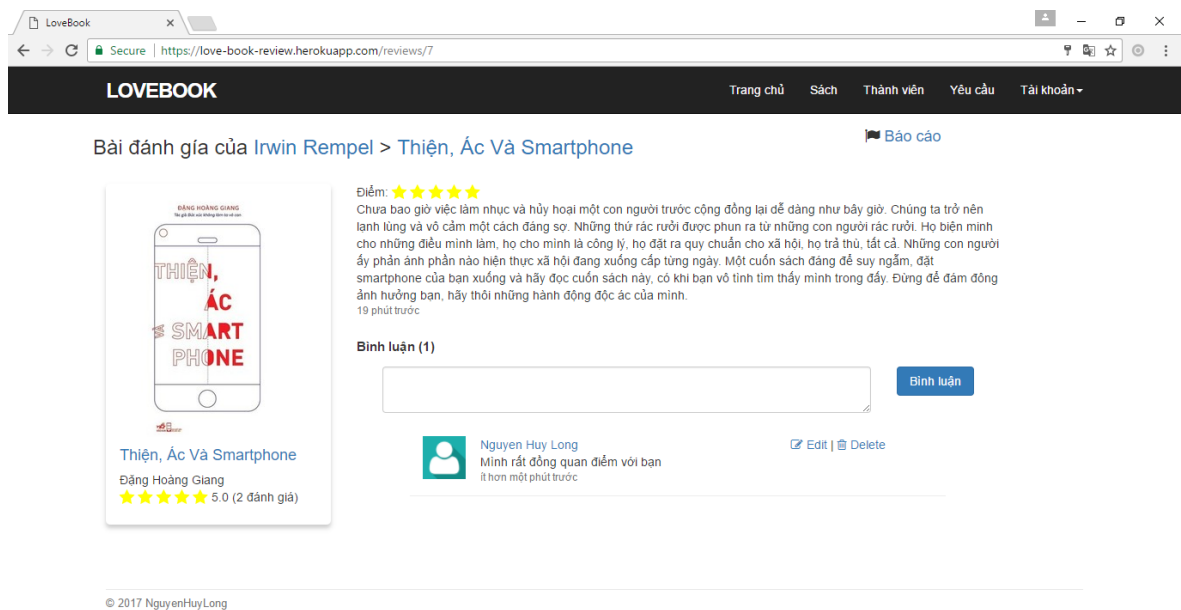 LoveBook
Secure | https://love-book-review.herokuapp.com/reviews/7
LOVEBOOK
Trang chủ Sách Thành viên Yêu cầu Tài khoản
Bài đánh gía của Irwin Rempel > Thiện, Ác Và Smartphone
Báo cáo
ĐẶNG HOÀNG GIANG
THIỆN,
ÁC
VÀ
SMART
PHONE
Thiện, Ác Và Smartphone
Đặng Hoàng Giang
5.0 (2 đánh giá)
Điểm:
Chưa bao giờ việc làm nhục và hủy hoại một con người trước cộng đồng lại dễ dàng như bây giờ. Chúng ta trở nên
lạnh lùng và vô cảm một cách đáng sợ. Những thứ rác rưởi được phun ra từ những con người rác rưởi. Họ biện minh
cho những điều mình làm, họ cho mình là công lý, họ đặt ra quy chuẩn cho xã hội, họ trả thù, tất cả. Những con người
ấy phản ánh phần nào hiện thực xã hội đang xuống cấp từng ngày. Một cuốn sách đáng để suy ngẫm, đặt
smartphone của bạn xuống và hãy đọc cuốn sách này, có khi bạn vô tình tìm thấy mình trong đấy. Đừng để đám đông
ảnh hưởng bạn, hãy thôi những hành động độc ác của mình.
19 phút trước
Bình luận (1)
Bình luận
Nguyen Huy Long
Edit | Delete
Mình rất đồng quan điểm với bạn
ít hơn một phút trước
© 2017 NguyenHuyLong